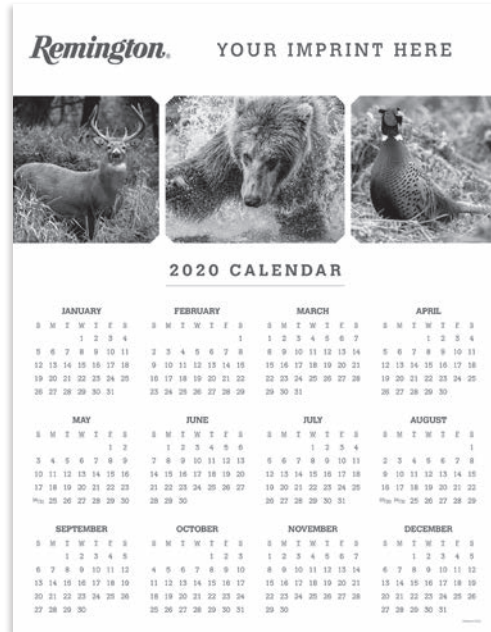 Remington®
YOUR IMPRINT HERE
2020 CALENDAR
JANUARY
S M T W T F S
1 2 3 4
5 6 7 8 9 10 11
12 13 14 15 16 17 18
19 20 21 22 23 24 25
26 27 28 29 30 31
FEBRUARY
S M T W T F S
1
2 3 4 5 6 7 8
9 10 11 12 13 14 15
16 17 18 19 20 21 22
23 24 25 26 27 28 29
MARCH
S M T W T F S
1 2 3 4 5 6 7
8 9 10 11 12 13 14
15 16 17 18 19 20 21
22 23 24 25 26 27 28
29 30 31
APRIL
S M T W T F S
1 2 3 4
5 6 7 8 9 10 11
12 13 14 15 16 17 18
19 20 21 22 23 24 25
26 27 28 29 30
MAY
S M T W T F S
1 2
3 4 5 6 7 8 9
10 11 12 13 14 15 16
17 18 19 20 21 22 23
24/31 25 26 27 28 29 30
JUNE
S M T W T F S
1 2 3 4 5 6
7 8 9 10 11 12 13
14 15 16 17 18 19 20
21 22 23 24 25 26 27
28 29 30
JULY
S M T W T F S
1 2 3 4
5 6 7 8 9 10 11
12 13 14 15 16 17 18
19 20 21 22 23 24 25
26 27 28 29 30 31
AUGUST
S M T W T F S
1
2 3 4 5 6 7 8
9 10 11 12 13 14 15
16 17 18 19 20 21 22
23/30 24/31 25 26 27 28 29
SEPTEMBER
S M T W T F S
1 2 3 4 5
6 7 8 9 10 11 12
13 14 15 16 17 18 19
20 21 22 23 24 25 26
27 28 29 30
OCTOBER
S M T W T F S
1 2 3
4 5 6 7 8 9 10
11 12 13 14 15 16 17
18 19 20 21 22 23 24
25 26 27 28 29 30 31
NOVEMBER
S M T W T F S
1 2 3 4 5 6 7
8 9 10 11 12 13 14
15 16 17 18 19 20 21
22 23 24 25 26 27 28
29 30
DECEMBER
S M T W T F S
1 2 3 4 5
6 7 8 9 10 11 12
13 14 15 16 17 18 19
20 21 22 23 24 25 26
27 28 29 30 31